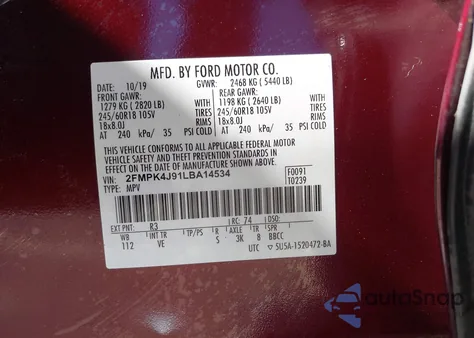 MFD. BY FORD MOTOR CO.
DATE: 10/19 GVWR: 2468 KG (5440 LB)
FRONT GAWR: REAR GAWR:
1279 KG (2820 LB) WITH 1198 KG (2640 LB) WITH
245/60R18 105V TIRES 245/60R18 105V TIRES
18x8.0J RIMS 18x8.0J RIMS
AT 240 kPa/ 35 PSI COLD AT 240 kPa/ 35 PSI COLD
THIS VEHICLE CONFORMS TO ALL APPLICABLE FEDERAL MOTOR
VEHICLE SAFETY AND BUMPER STANDARDS IN
EFFECT ON THE DATE OF MANUFACTURE SHOWN ABOVE.
VIN: 2FMPK4J91LBA14534 F0091
TYPE: MPV T0239
EXT PNT: R3 RC: 74 DSO:
WB INT TR TP/PS R AXLE TR SPR
112 VE S 3K 8 BBCC
UTC SU5A-1520472-BA
autoSnap